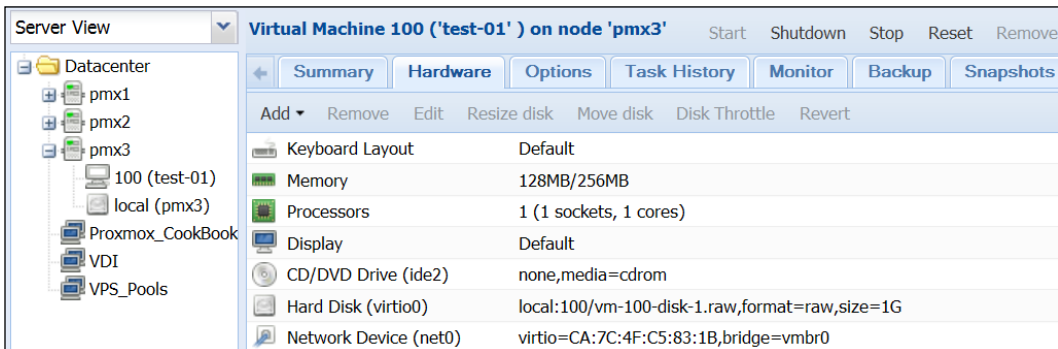 Server View
Datacenter
pmx1
pmx2
pmx3
100 (test-01)
local (pmx3)
Proxmox_CookBook
VDI
VPS_Pools
Virtual Machine 100 ('test-01' ) on node 'pmx3' Start Shutdown Stop Reset Remove
Summary Hardware Options Task History Monitor Backup Snapshots
Add Remove Edit Resize disk Move disk Disk Throttle Revert
Keyboard Layout Default
Memory 128MB/256MB
Processors 1 (1 sockets, 1 cores)
Display Default
CD/DVD Drive (ide2) none,media=cdrom
Hard Disk (virtio0) local:100/vm-100-disk-1.raw,format=raw,size=1G
Network Device (net0) virtio=CA:7C:4F:C5:83:1B,bridge=vmbr0